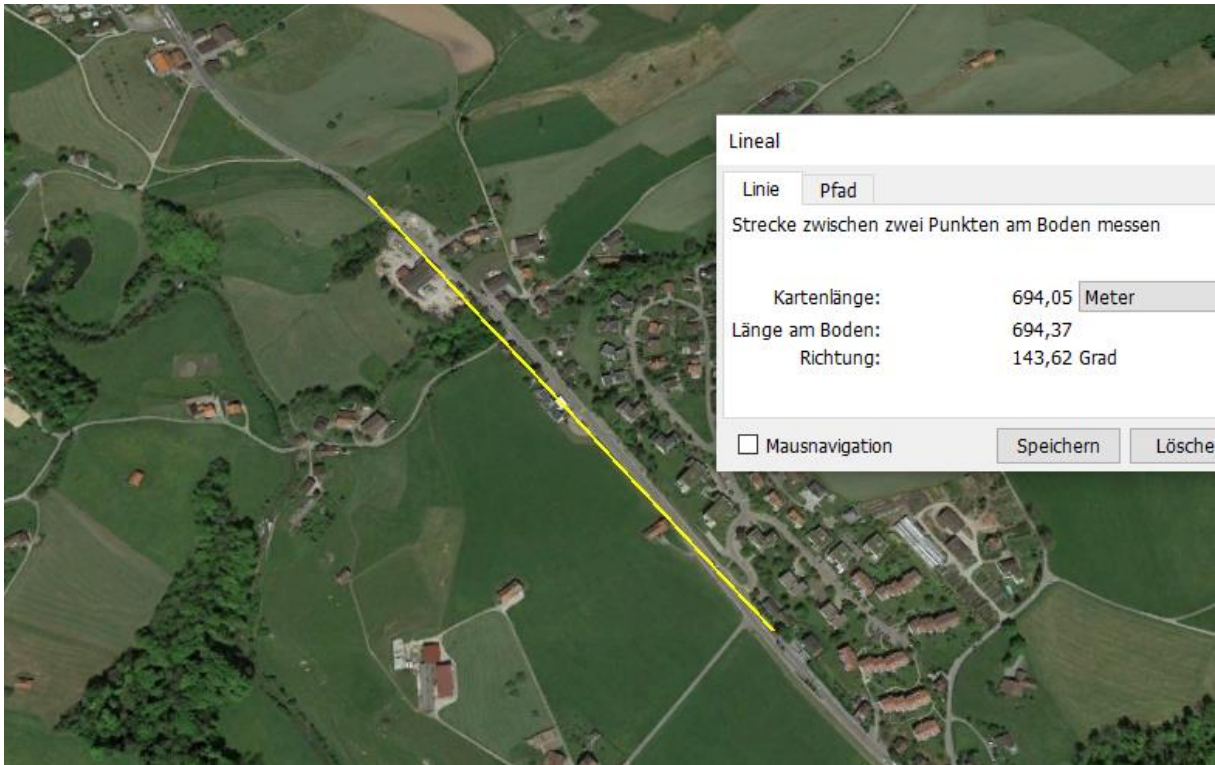 Lineal
Linie Pfad
Strecke zwischen zwei Punkten am Boden messen
Kartenlänge: 694,05 Meter
Länge am Boden: 694,37
Richtung: 143,62 Grad
Mausnavigation Speichern Lösche